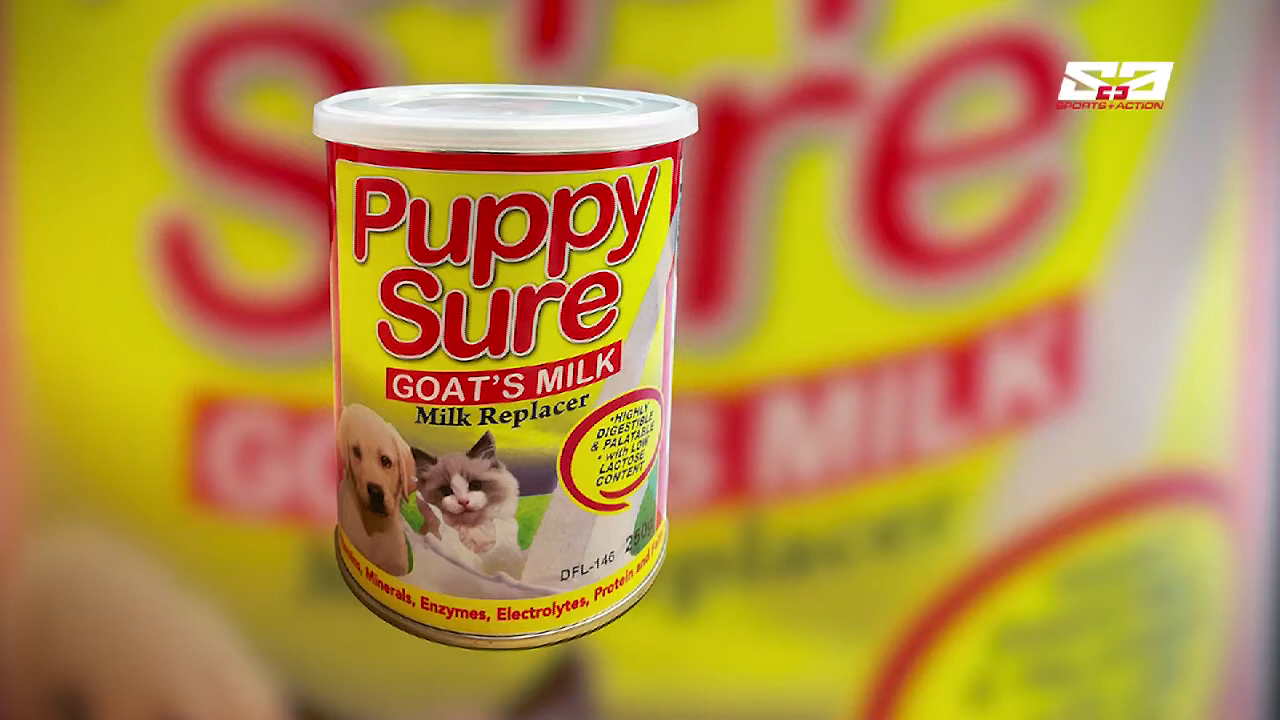 S+A
SPORTS+ACTION
Puppy
Sure
GOAT'S MILK
Milk Replacer
*HIGHLY
DIGESTIBLE
& PALATABLE
* with LOW
LACTOSE
CONTENT
DFL-146 250g
Minerals, Enzymes, Electrolytes, Protein and